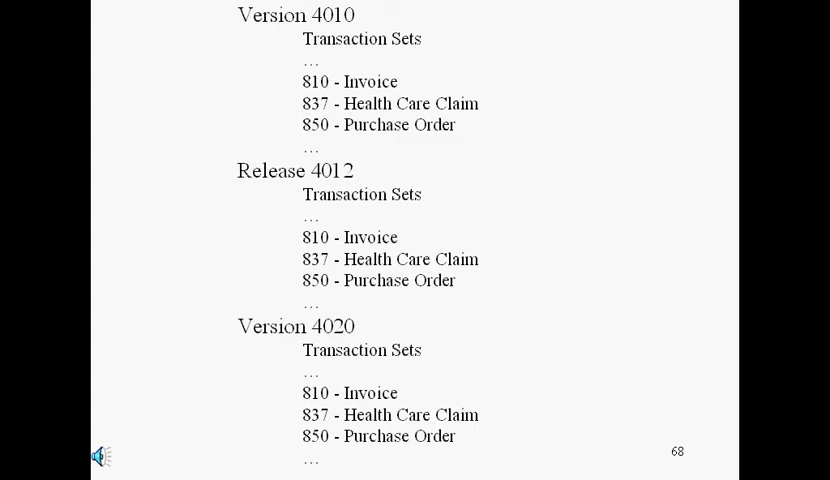 Version 4010
Transaction Sets
…
810 - Invoice
837 - Health Care Claim
850 - Purchase Order
…
Release 4012
Transaction Sets
…
810 - Invoice
837 - Health Care Claim
850 - Purchase Order
…
Version 4020
Transaction Sets
…
810 - Invoice
837 - Health Care Claim
850 - Purchase Order
…
68